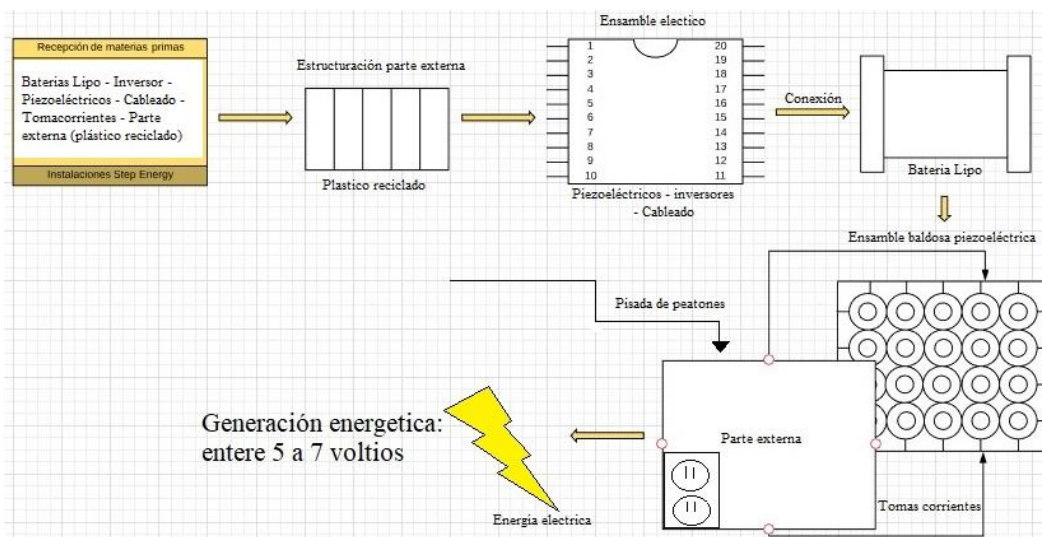 Recepción de materias primas
Baterias Lipo - Inversor -
Piezoeléctricos - Cableado -
Tomacorrientes - Parte
externa (plástico reciclado)
Instalaciones Step Energy
Estructuración parte externa
Plastico reciclado
Ensamble electico
1 20
2 19
3 18
4 17
5 16
6 15
7 14
8 13
9 12
10 11
Piezoeléctricos - inversores
- Cableado
Conexión
Bateria Lipo
Ensamble baldosa piezoeléctrica
Pisada de peatones
Parte externa
Tomas corrientes
Generación energetica:
entere 5 a 7 voltios
Energia electrica